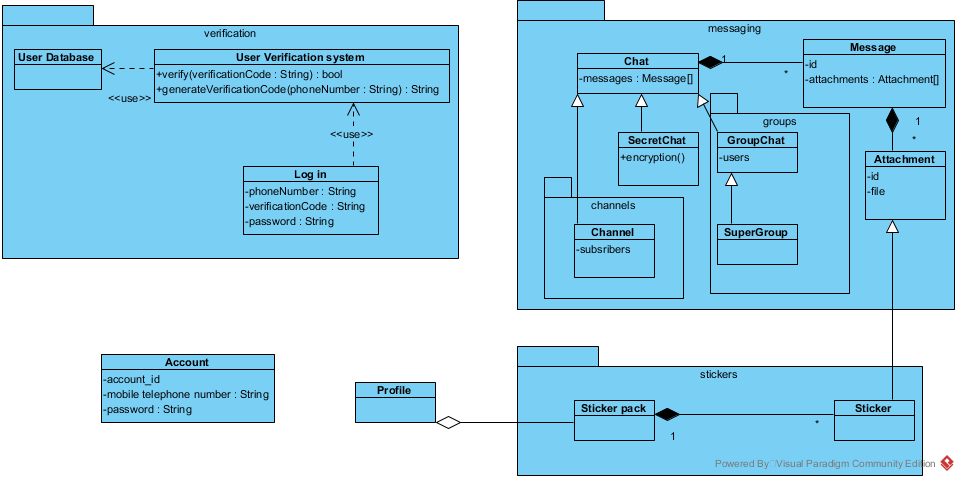 verification
User Database
User Verification system
+verify(verificationCode : String) : bool
+generateVerificationCode(phoneNumber : String) : String
<<use>>
<<use>>
Log in
-phoneNumber : String
-verificationCode : String
-password : String
messaging
Chat
-messages : Message[]
1
*
Message
-id
-attachments : Attachment[]
1
*
Attachment
-id
-file
SecretChat
+encryption()
groups
GroupChat
-users
SuperGroup
channels
Channel
-subsribers
Account
-account_id
-mobile telephone number : String
-password : String
Profile
stickers
Sticker pack
1
*
Sticker
Powered By Visual Paradigm Community Edition